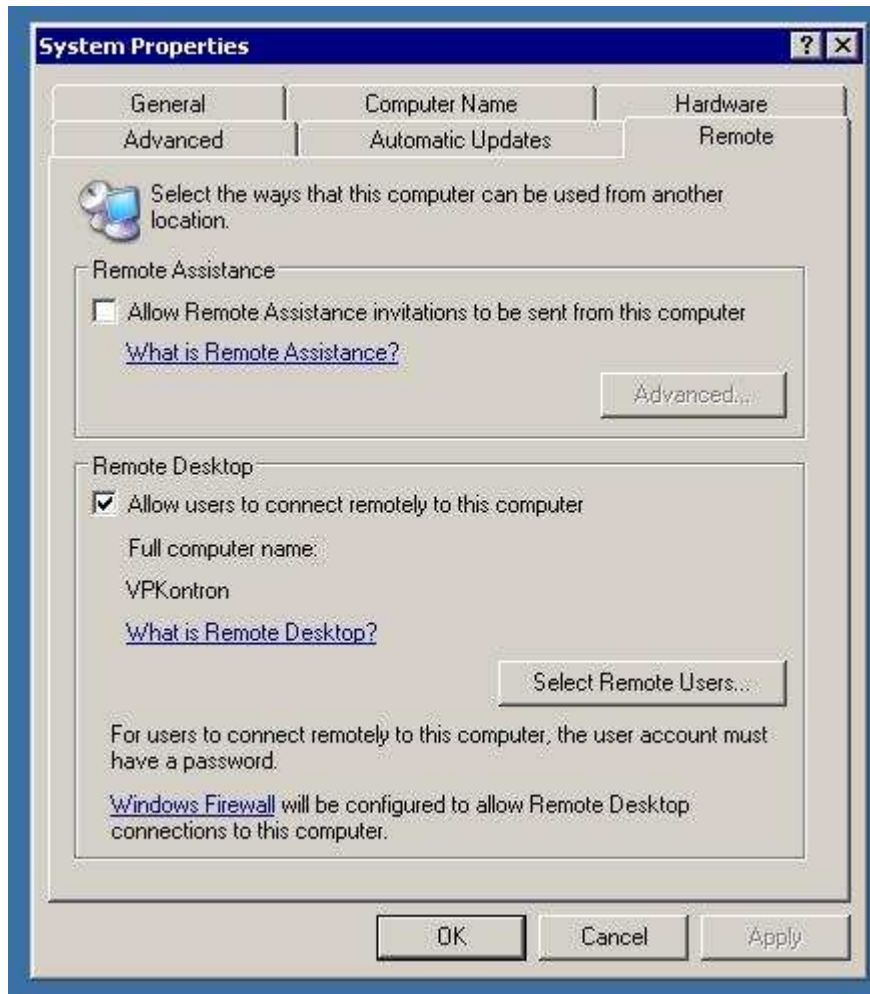 System Properties
General
Computer Name
Hardware
Advanced
Automatic Updates
Remote
Select the ways that this computer can be used from another
location.
Remote Assistance
Allow Remote Assistance invitations to be sent from this computer
What is Remote Assistance?
Advanced...
Remote Desktop
Allow users to connect remotely to this computer
Full computer name:
VPKontron
What is Remote Desktop?
Select Remote Users...
For users to connect remotely to this computer, the user account must
have a password.
Windows Firewall will be configured to allow Remote Desktop
connections to this computer.
OK
Cancel
Apply